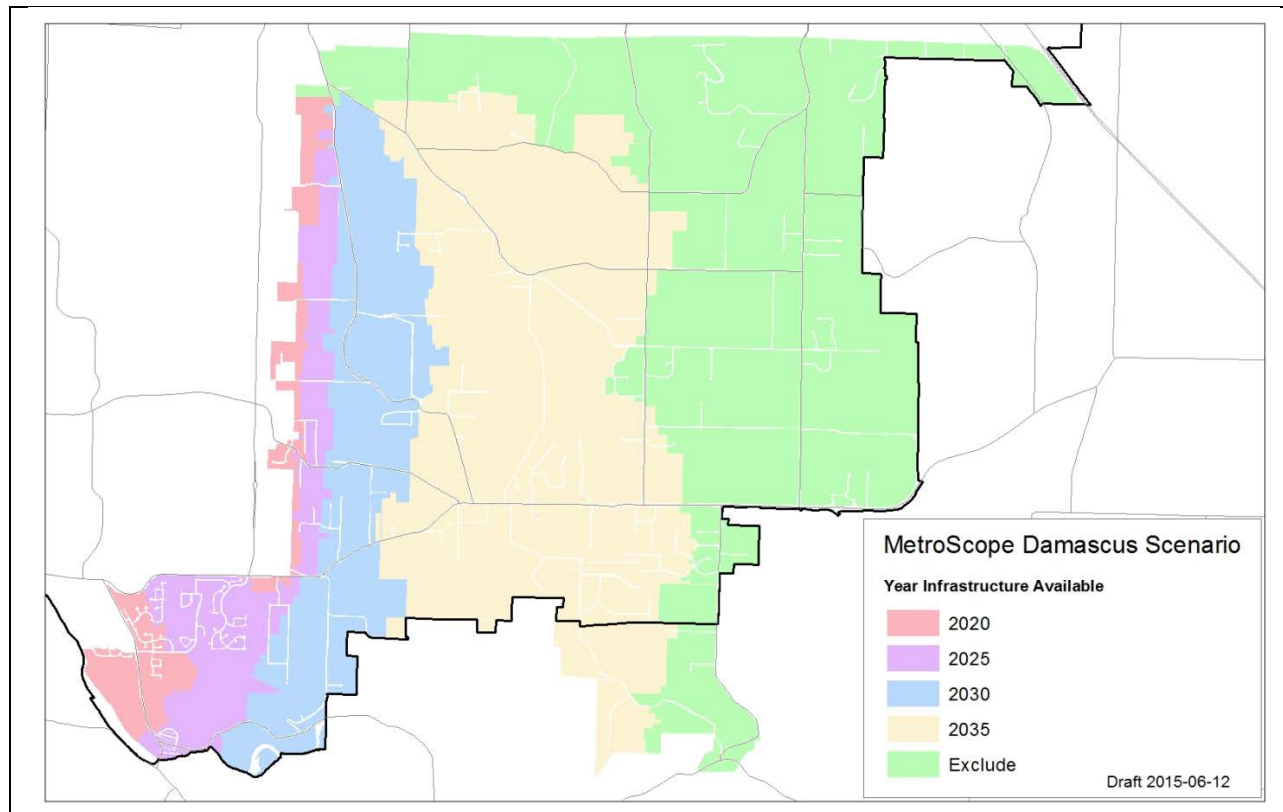 MetroScope Damascus Scenario
Year Infrastructure Available
2020
2025
2030
2035
Exclude
Draft 2015-06-12